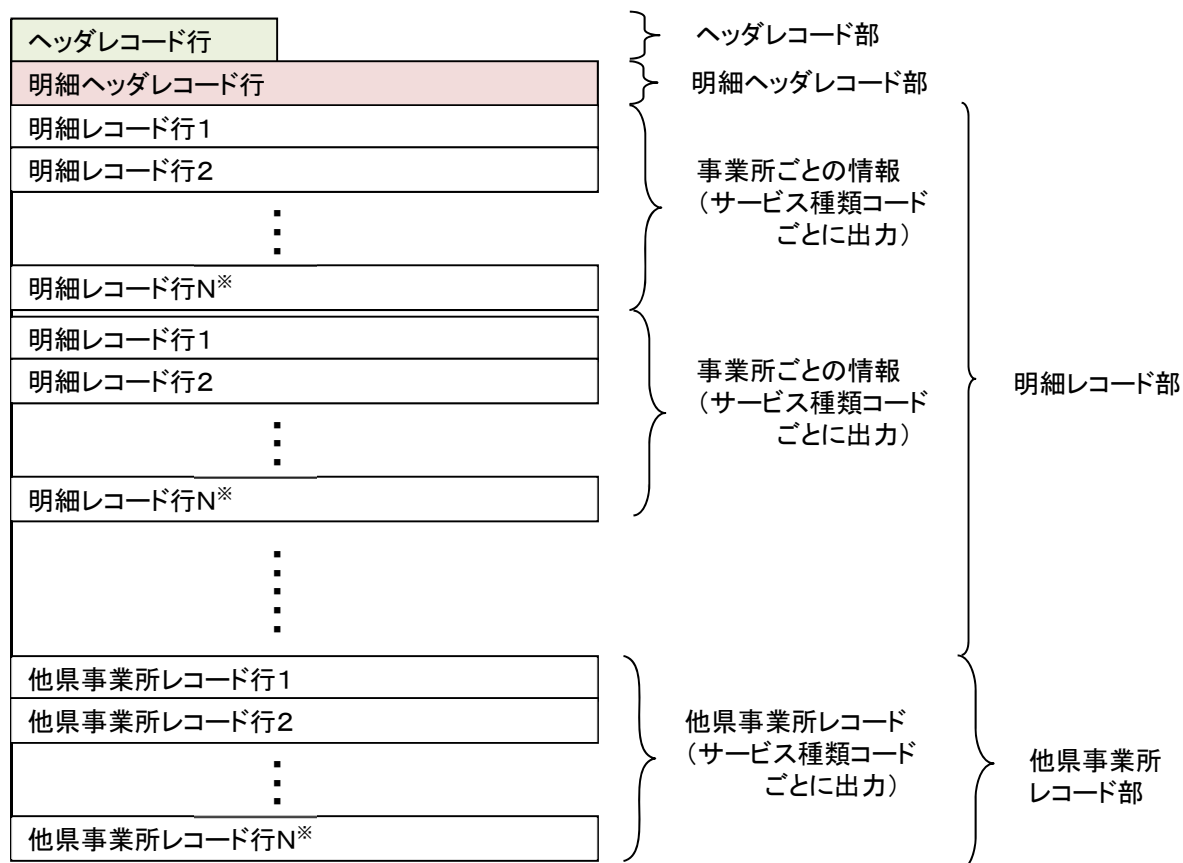 ヘッダレコード行
ヘッダレコード部
明細ヘッダレコード行
明細ヘッダレコード部
明細レコード行1
明細レコード行2
明細レコード行N※
事業所ごとの情報
（サービス種類コード
ごとに出力）
明細レコード行1
明細レコード行2
明細レコード行N※
事業所ごとの情報
（サービス種類コード
ごとに出力）
明細レコード部
他県事業所レコード行1
他県事業所レコード行2
他県事業所レコード行N※
他県事業所レコード
（サービス種類コード
ごとに出力）
他県事業所
レコード部